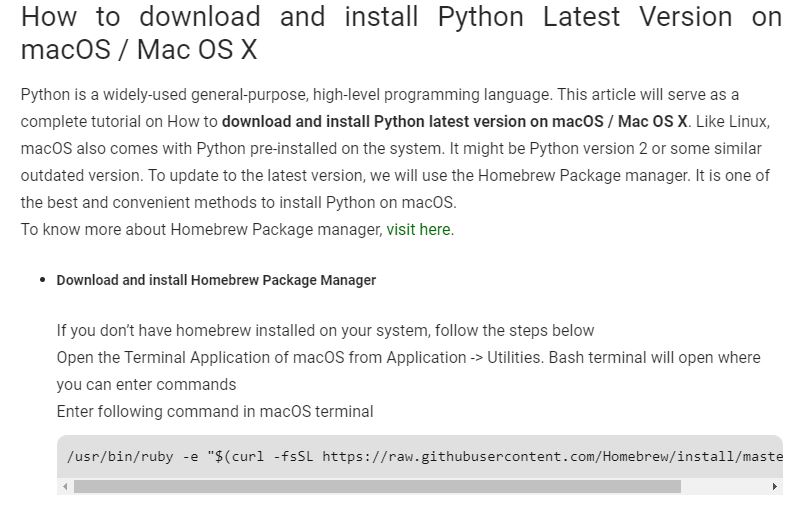 How to download and install Python Latest Version on
macOS / Mac OS X
Python is a widely-used general-purpose, high-level programming language. This article will serve as a
complete tutorial on How to download and install Python latest version on macOS / Mac OS X. Like Linux,
macOS also comes with Python pre-installed on the system. It might be Python version 2 or some similar
outdated version. To update to the latest version, we will use the Homebrew Package manager. It is one of
the best and convenient methods to install Python on macOS.
To know more about Homebrew Package manager, visit here.
• Download and install Homebrew Package Manager
If you don’t have homebrew installed on your system, follow the steps below
Open the Terminal Application of macOS from Application -> Utilities. Bash terminal will open where
you can enter commands
Enter following command in macOS terminal
/usr/bin/ruby -e "$(curl -fsSL https://raw.githubusercontent.com/Homebrew/install/maste